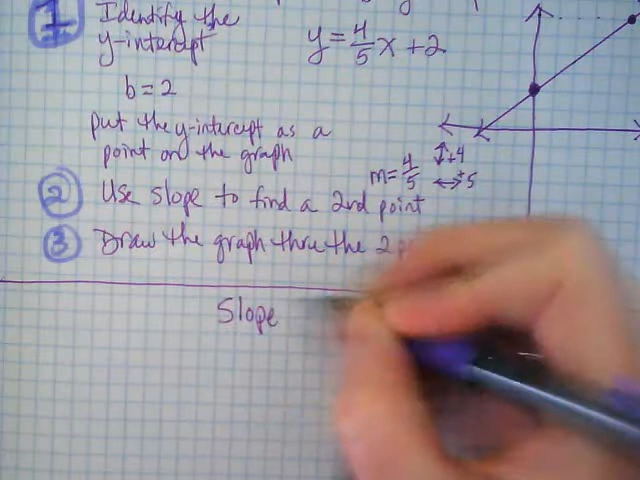 1 Identify the
y-intercept
y = 4/5 x + 2
b = 2
put the y-intercept as a
point on the graph
m = 4/5 ↕ +4 ↔ +5
2 Use slope to find a 2nd point
3 Draw the graph thru the 2
Slope